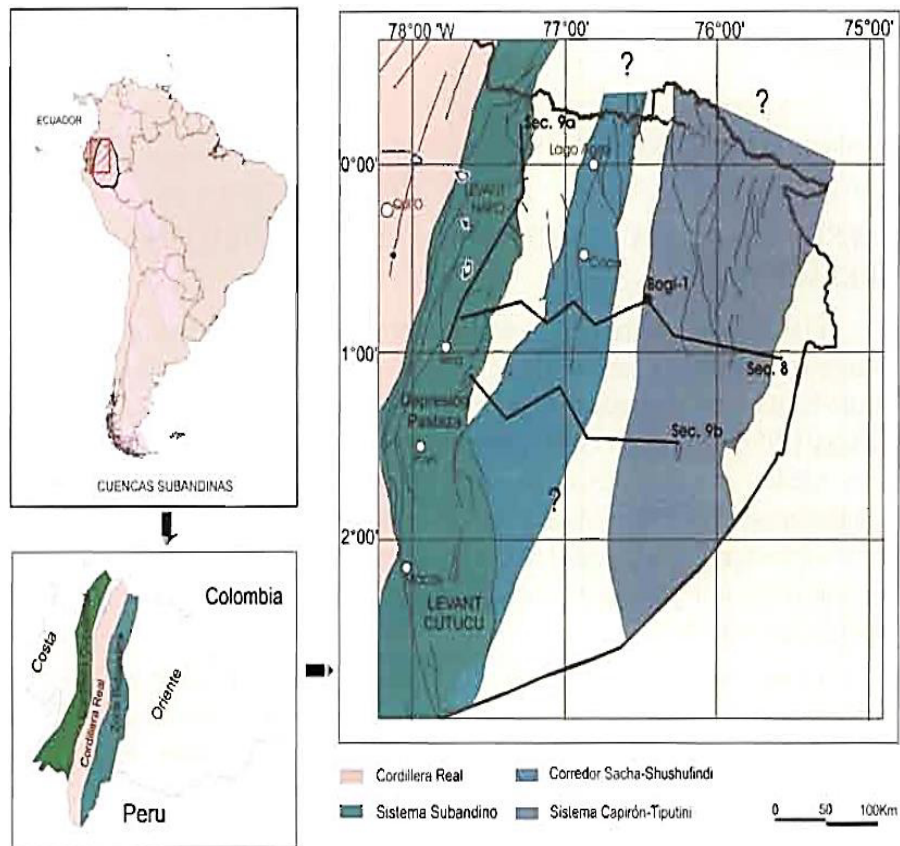 ECUADOR
CUENCAS SUBANDINAS
Colombia
Costa
Cordillera Real
Oriente
Peru
78°00' W
77°00'
76°00'
75°00'
?
?
Sec. 9a
Lago Agrio
0°00'
LEVANT
NAPO
Coca
Bogi-1
1°00'
Sec. 8
Depresión
Pastaza
Sec. 9b
?
2°00'
LEVANT
CUTUCU
Cordillera Real
Corredor Sacha-Shushufindi
Sistema Subandino
Sistema Capirón-Tiputini
0 50 100Km